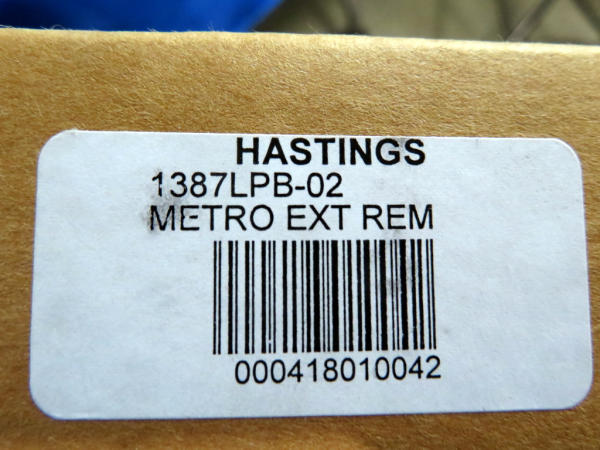 HASTINGS
1387LPB-02
METRO EXT REM
000418010042